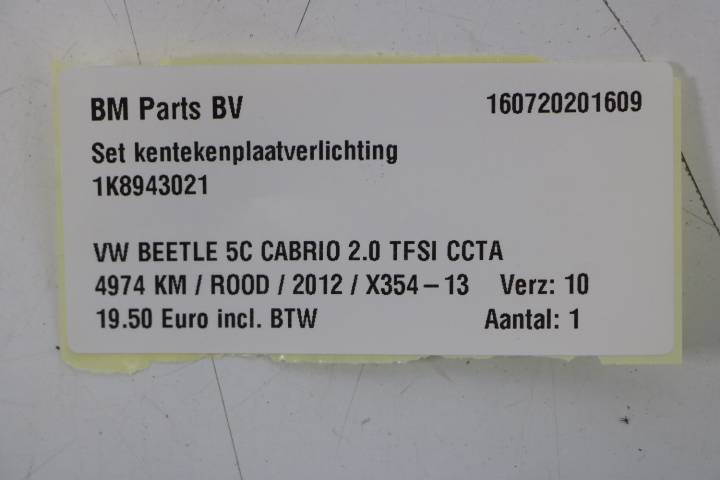 BM Parts BV 160720201609
Set kentekenplaatverlichting
1K8943021
VW BEETLE 5C CABRIO 2.0 TFSI CCTA
4974 KM / ROOD / 2012 / X354-13 Verz: 10
19.50 Euro incl. BTW Aantal: 1